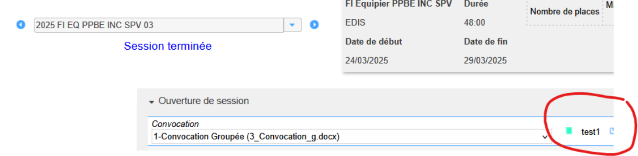 FI Equipier PPBE INC SPV
Durée
Nombre de places
M
2025 FI EQ PPBE INC SPV 03
EDIS
48:00
Session terminée
Date de début
Date de fin
24/03/2025
29/03/2025
Ouverture de session
Convocation
1-Convocation Groupée (3_Convocation_g.docx)
test1